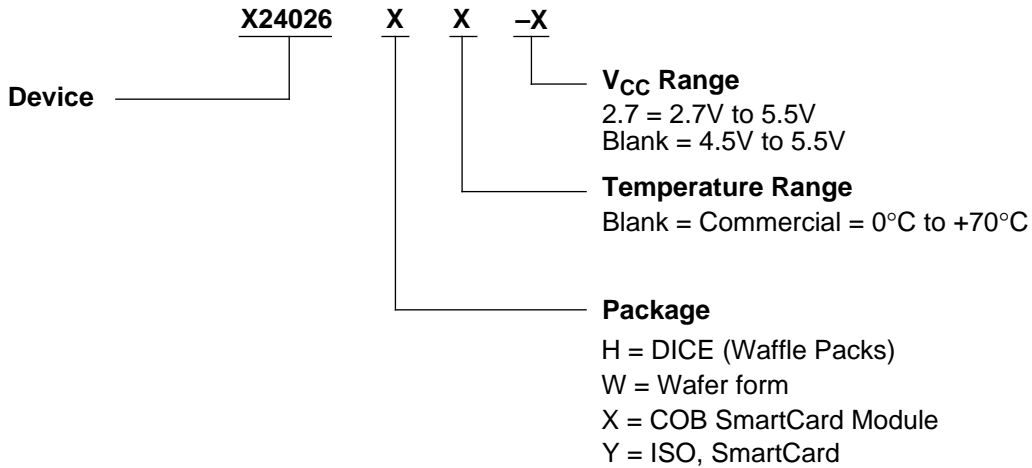 X24026 X X –X
Device
VCC Range
2.7 = 2.7V to 5.5V
Blank = 4.5V to 5.5V
Temperature Range
Blank = Commercial = 0°C to +70°C
Package
H = DICE (Waffle Packs)
W = Wafer form
X = COB SmartCard Module
Y = ISO, SmartCard